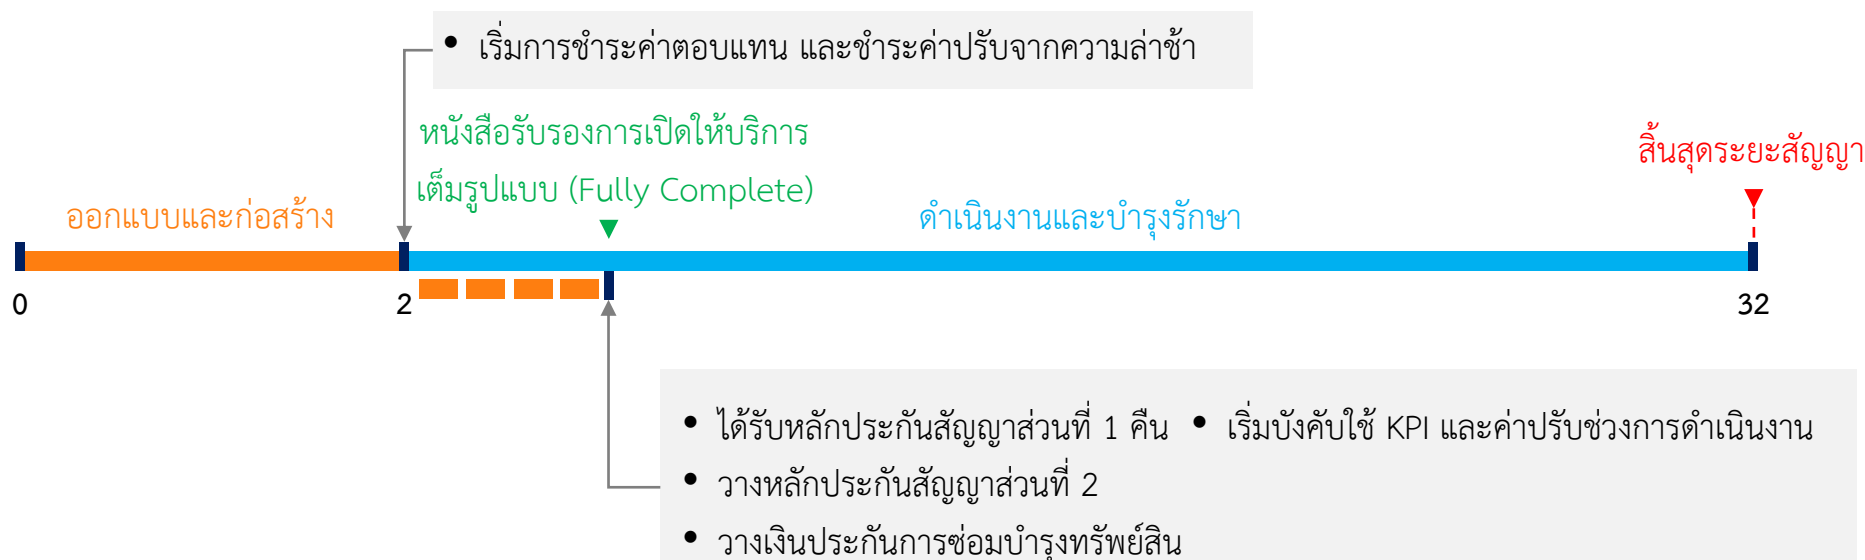 • เริ่มการชำระค่าตอบแทน และชำระค่าปรับจากความล่าช้า
หนังสือรับรองการเปิดให้บริการ
เต็มรูปแบบ (Fully Complete)
สิ้นสุดระยะสัญญา
ออกแบบและก่อสร้าง
ดำเนินงานและบำรุงรักษา
0
2
32
• ได้รับหลักประกันสัญญาส่วนที่ 1 คืน
• วางหลักประกันสัญญาส่วนที่ 2
• วางเงินประกันการซ่อมบำรุงทรัพย์สิน
• เริ่มบังคับใช้ KPI และค่าปรับช่วงการดำเนินงาน